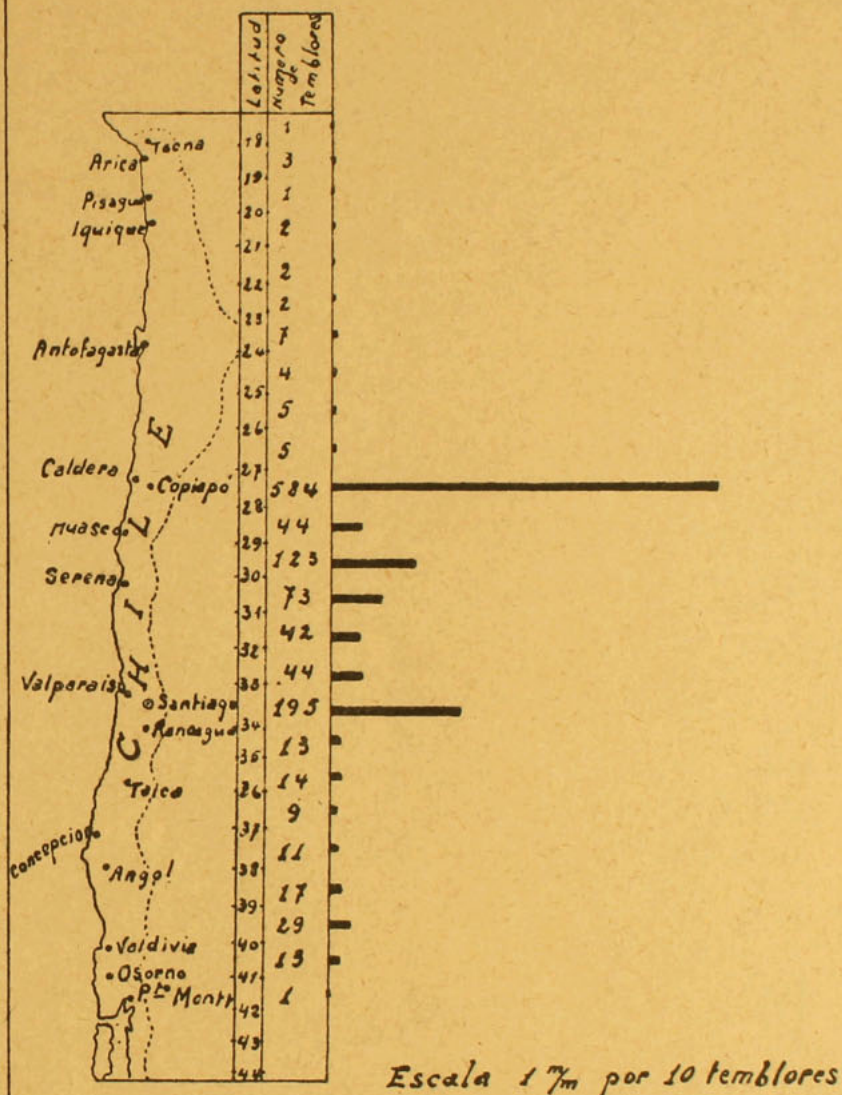 Latitud
Numero de Temblores
1
18
Tacna
Arica
3
19
1
Pisagua
20
Iquique
2
21
2
22
2
23
7
Antofagasta
24
4
25
5
26
5
27
Caldera
Copiapó
584
28
Huasco
44
29
123
30
Serena
73
31
42
32
44
33
Valparaiso
Santiago
195
34
Rancagua
13
35
14
Talca
26
9
37
Concepcion
11
Angol
38
17
39
29
Valdivia
40
13
Osorno
41
Pto Montt
1
42
43
44
CHILE
Escala 1 m/m por 10 temblores